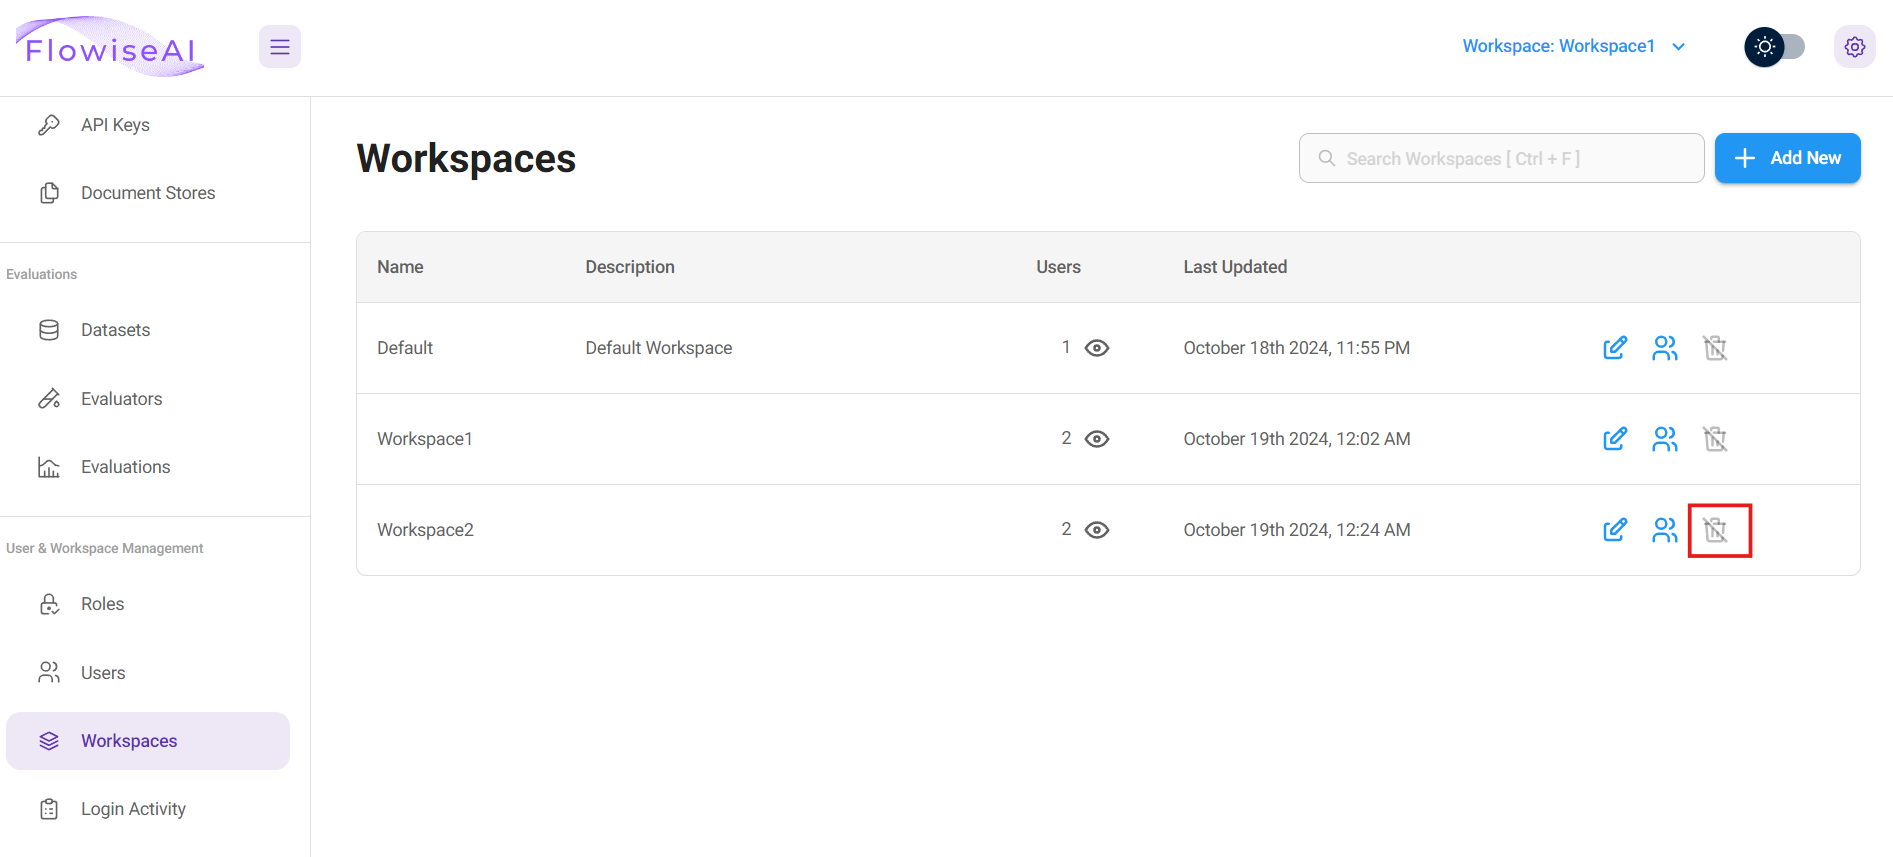 FlowiseAI
Workspace: Workspace1
API Keys
Document Stores
Evaluations
Datasets
Evaluators
Evaluations
User & Workspace Management
Roles
Users
Workspaces
Login Activity
Workspaces
Search Workspaces [ Ctrl + F ]
Add New
Name Description Users Last Updated
Default Default Workspace 1 October 18th 2024, 11:55 PM
Workspace1 2 October 19th 2024, 12:02 AM
Workspace2 2 October 19th 2024, 12:24 AM